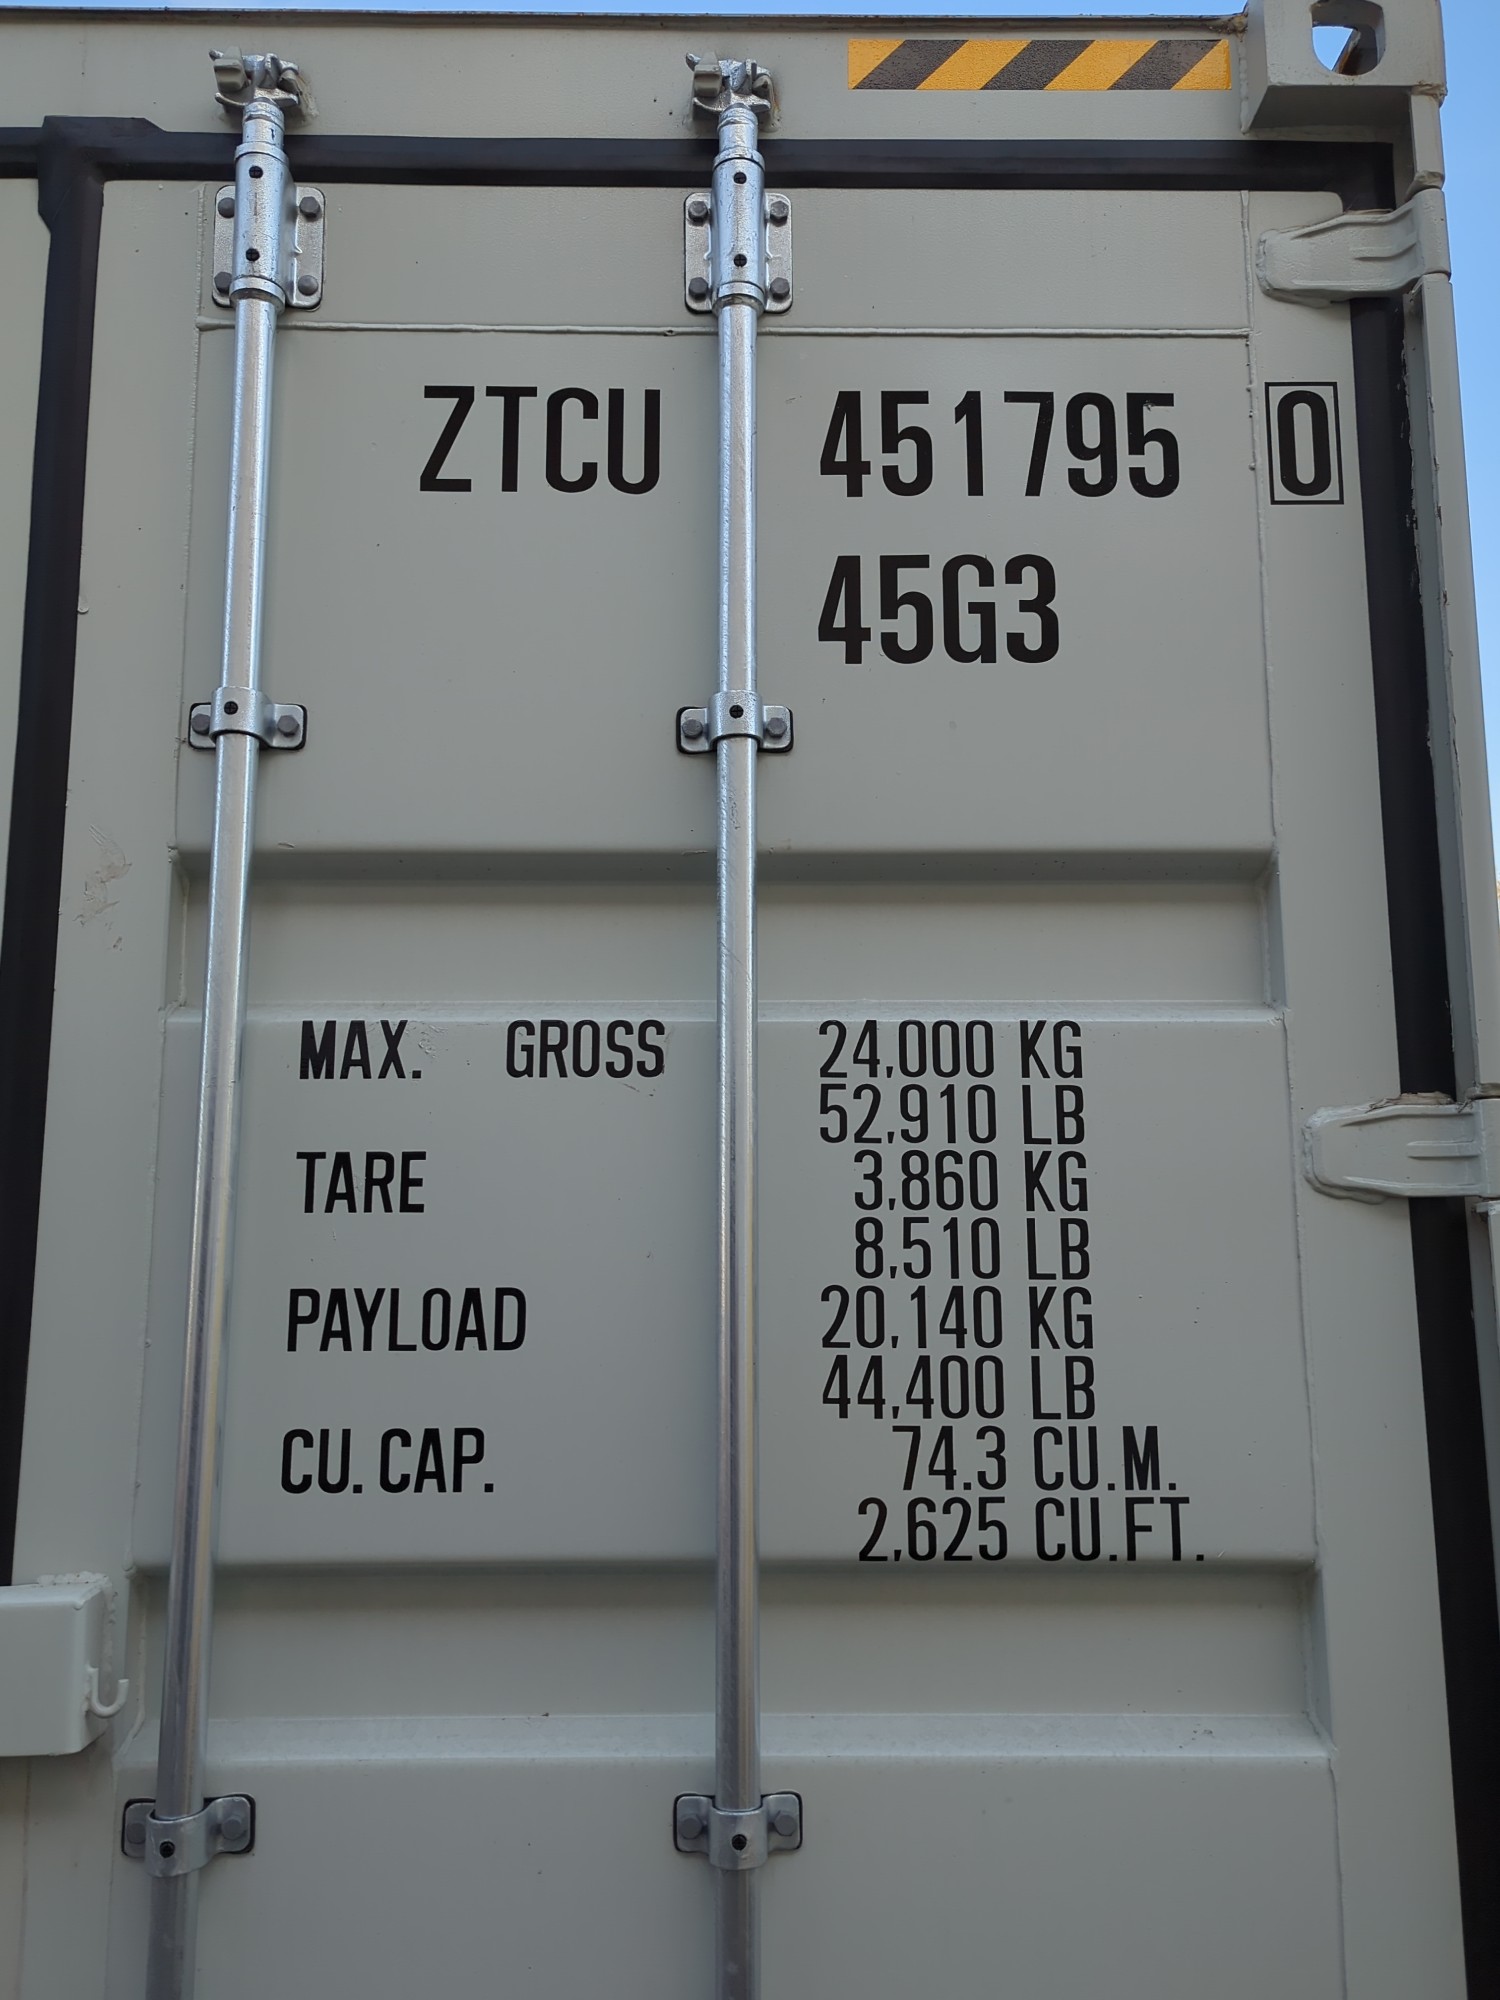 ZTCU 451795 0
45G3
MAX. GROSS 24,000 KG
52,910 LB
TARE 3,860 KG
8,510 LB
PAYLOAD 20,140 KG
44,400 LB
CU. CAP. 74.3 CU.M.
2,625 CU.FT.